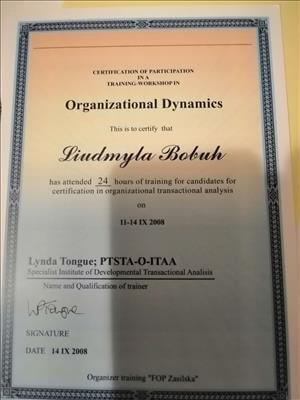 CERTIFICATION OF PARTICIPATION
IN A
TRAINING-WORKSHOP IN
Organizational Dynamics
This is to certify that
Liudmyla Bobuh
has attended 24 hours of training for candidates for
certification in organizational transactional analysis
on
11-14 IX 2008
Lynda Tongue; PTSTA-O-ITAA
Specialist Institute of Developmental Transactional Analisis
Name and Qualification of trainer
SIGNATURE
DATE 14 IX 2008
Organizer training "FOP Zasilska"